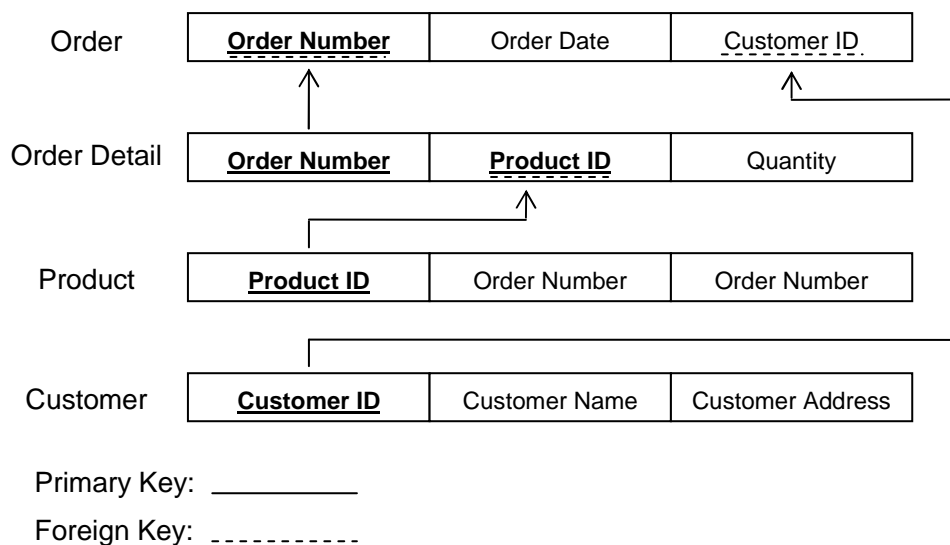 Order Order Number Order Date Customer ID
Order Detail Order Number Product ID Quantity
Product Product ID Order Number Order Number
Customer Customer ID Customer Name Customer Address
Primary Key:
Foreign Key: